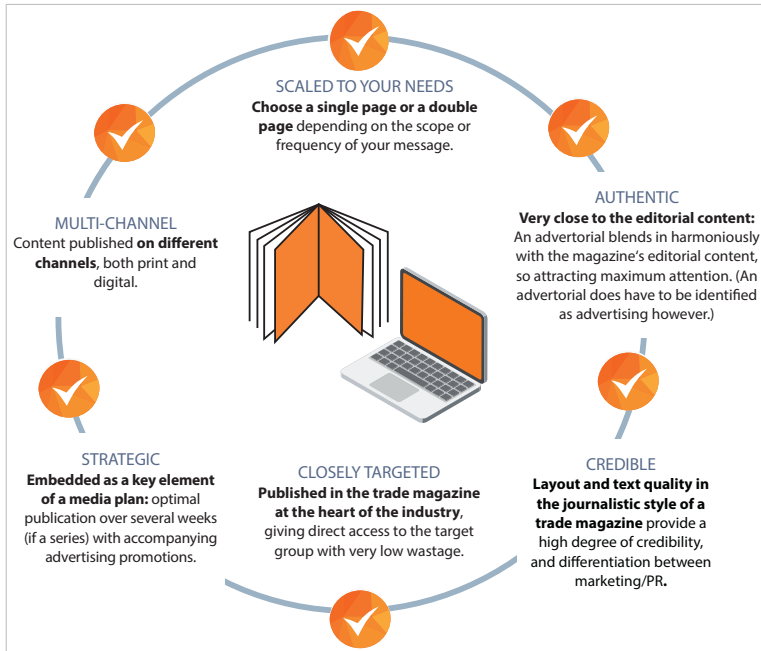 SCALED TO YOUR NEEDS
Choose a single page or a double
page depending on the scope or
frequency of your message.
AUTHENTIC
Very close to the editorial content:
An advertorial blends in harmoniously
with the magazine's editorial content,
so attracting maximum attention. (An
advertorial does have to be identified
as advertising however.)
MULTI-CHANNEL
Content published on different
channels, both print and
digital.
STRATEGIC
Embedded as a key element
of a media plan: optimal
publication over several weeks
(if a series) with accompanying
advertising promotions.
CLOSELY TARGETED
Published in the trade magazine
at the heart of the industry,
giving direct access to the target
group with very low wastage.
CREDIBLE
Layout and text quality in
the journalistic style of a
trade magazine provide a
high degree of credibility,
and differentiation between
marketing/PR.